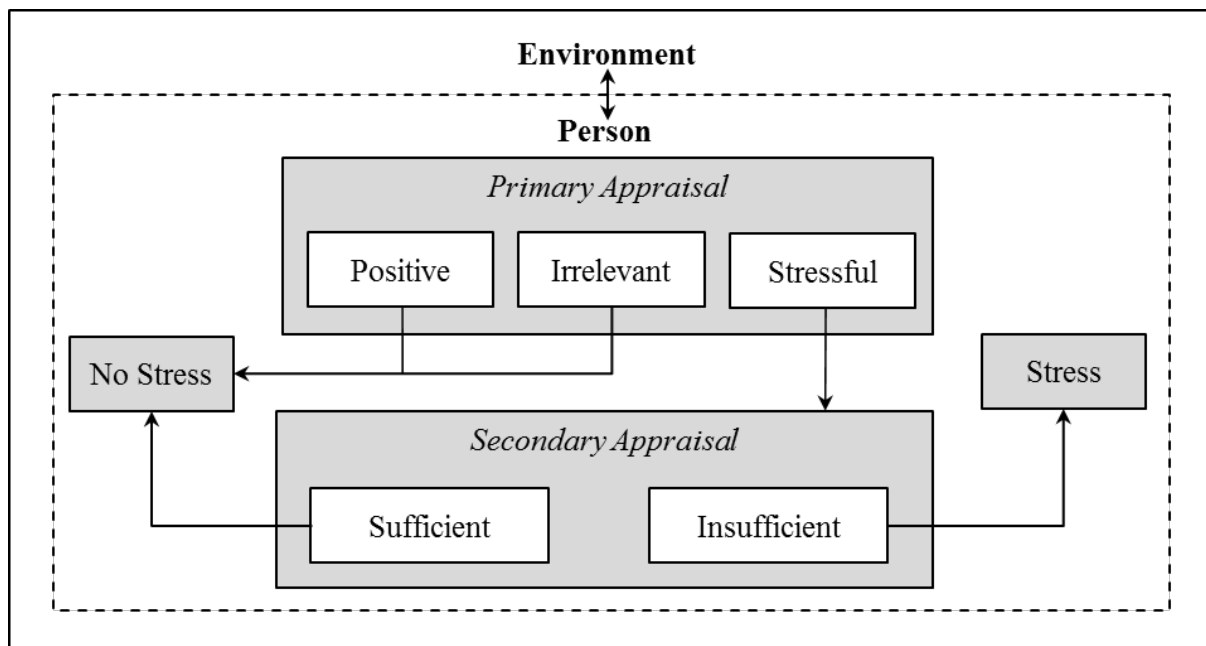 Environment
Person
Primary Appraisal
Positive
Irrelevant
Stressful
No Stress
Stress
Secondary Appraisal
Sufficient
Insufficient